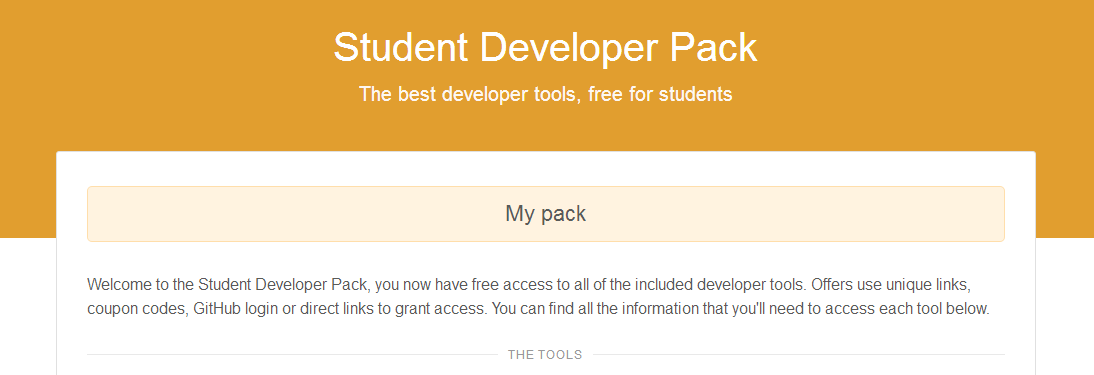 Student Developer Pack
The best developer tools, free for students
My pack
Welcome to the Student Developer Pack, you now have free access to all of the included developer tools. Offers use unique links,
coupon codes, GitHub login or direct links to grant access. You can find all the information that you'll need to access each tool below.
THE TOOLS